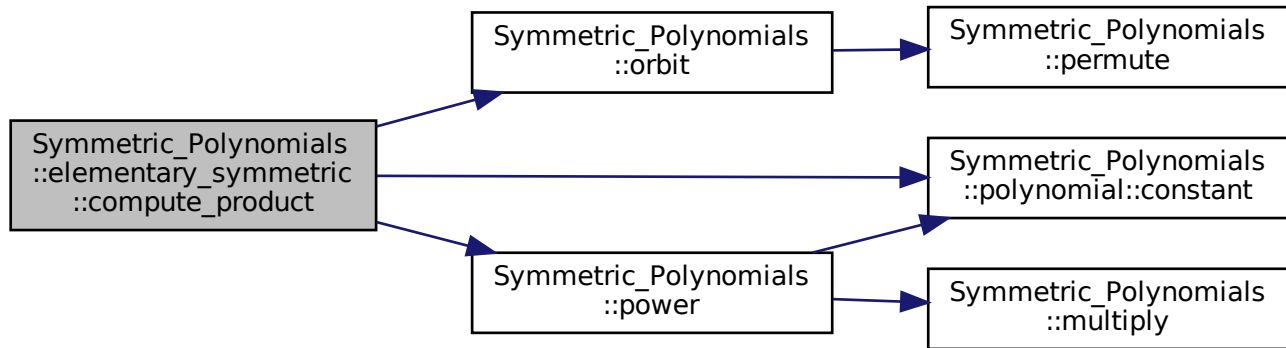 Symmetric_Polynomials
::elementary_symmetric
::compute_product
Symmetric_Polynomials
::orbit
Symmetric_Polynomials
::permute
Symmetric_Polynomials
::polynomial::constant
Symmetric_Polynomials
::power
Symmetric_Polynomials
::multiply